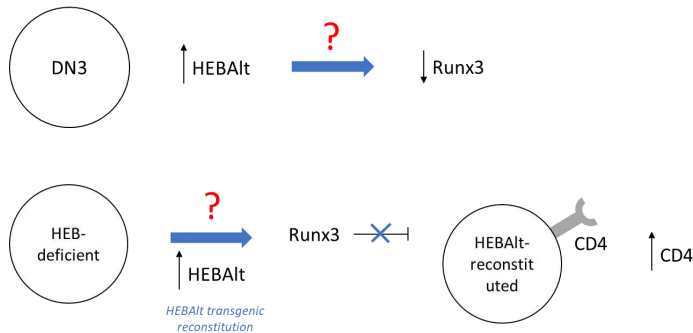 ?
DN3
HEBAlt
Runx3
?
HEB-
deficient
HEBAlt
HEBAlt transgenic
reconstitution
Runx3
HEBAlt-
reconstit
uted
CD4
CD4